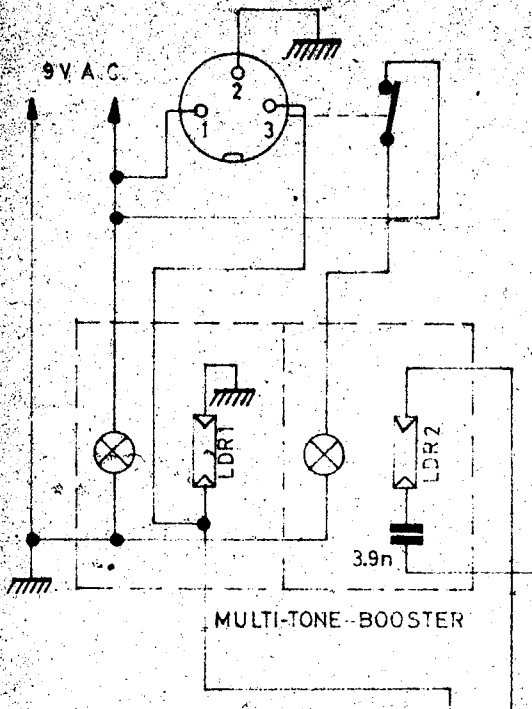 9V A.C.
2
1
3
LDR1
LDR2
3.9n
MULTI-TONE-BOOSTER